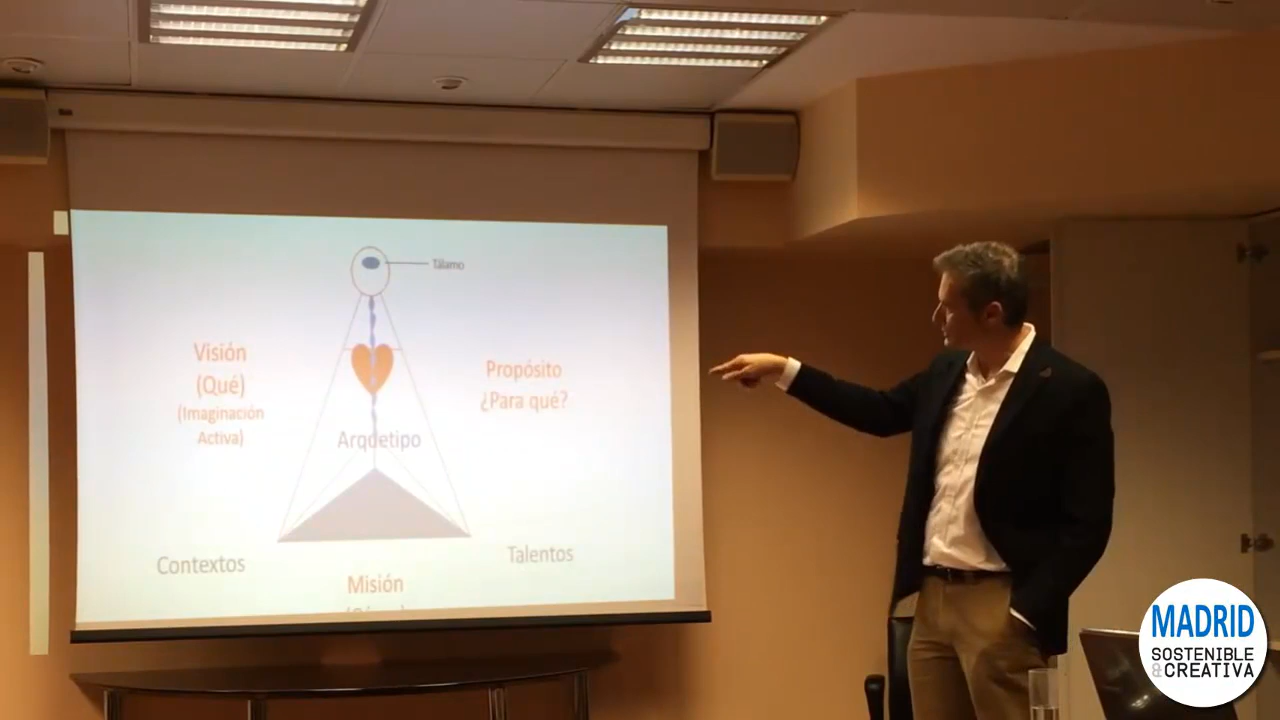 Tálamo
Visión
(Qué)
(Imaginación
Activa)
Propósito
¿Para qué?
Arquetipo
Contextos
Talentos
Misión
MADRID
SOSTENIBLE
&CREATIVA